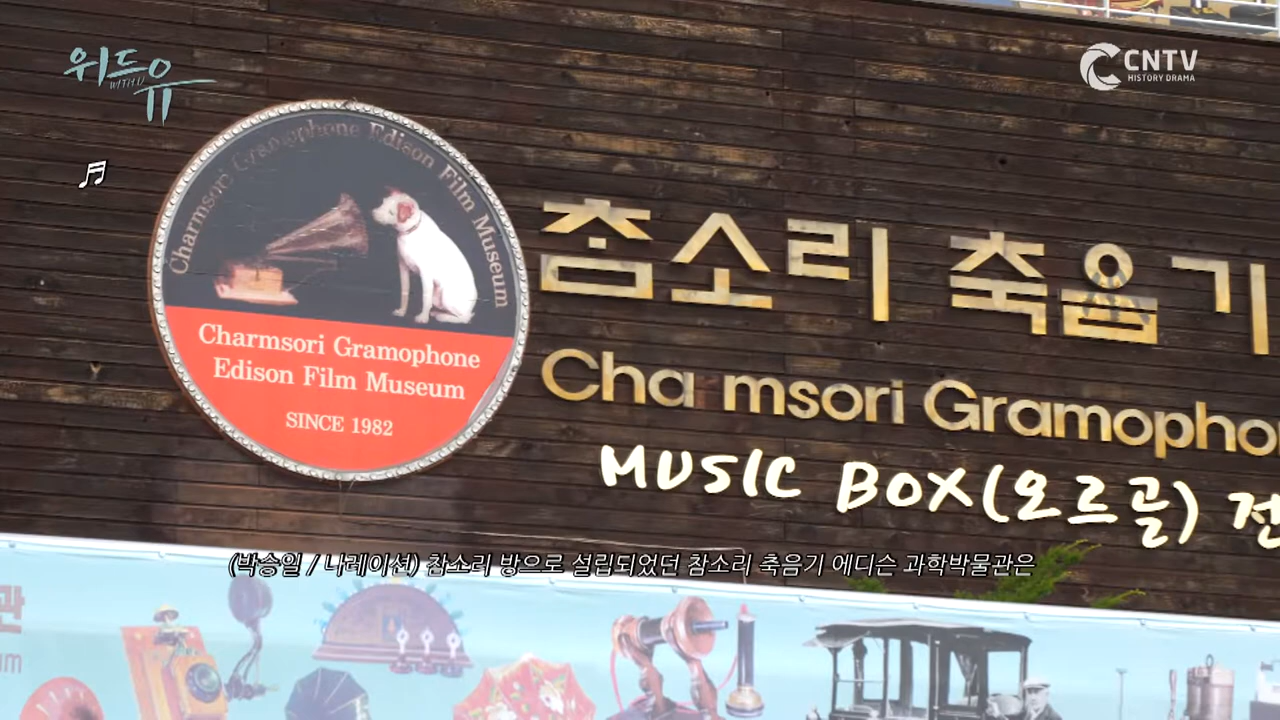 위드유
WITH U
CNTV
HISTORY DRAMA
Charmsori Gramophone Edison Film Museum
Charmsori Gramophone
Edison Film Museum
SINCE 1982
참소리 축음기
Cha msori Gramopho
MUSIC BOX(오르골) 전
(박승일 / 나레이션) 참소리 방으로 설립되었던 참소리 축음기 에디슨 과학박물관은
관
um